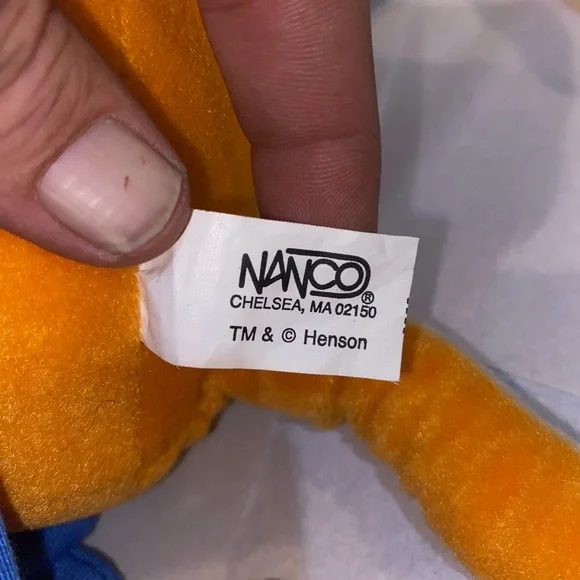 NANCO®
CHELSEA, MA 02150
TM & © Henson